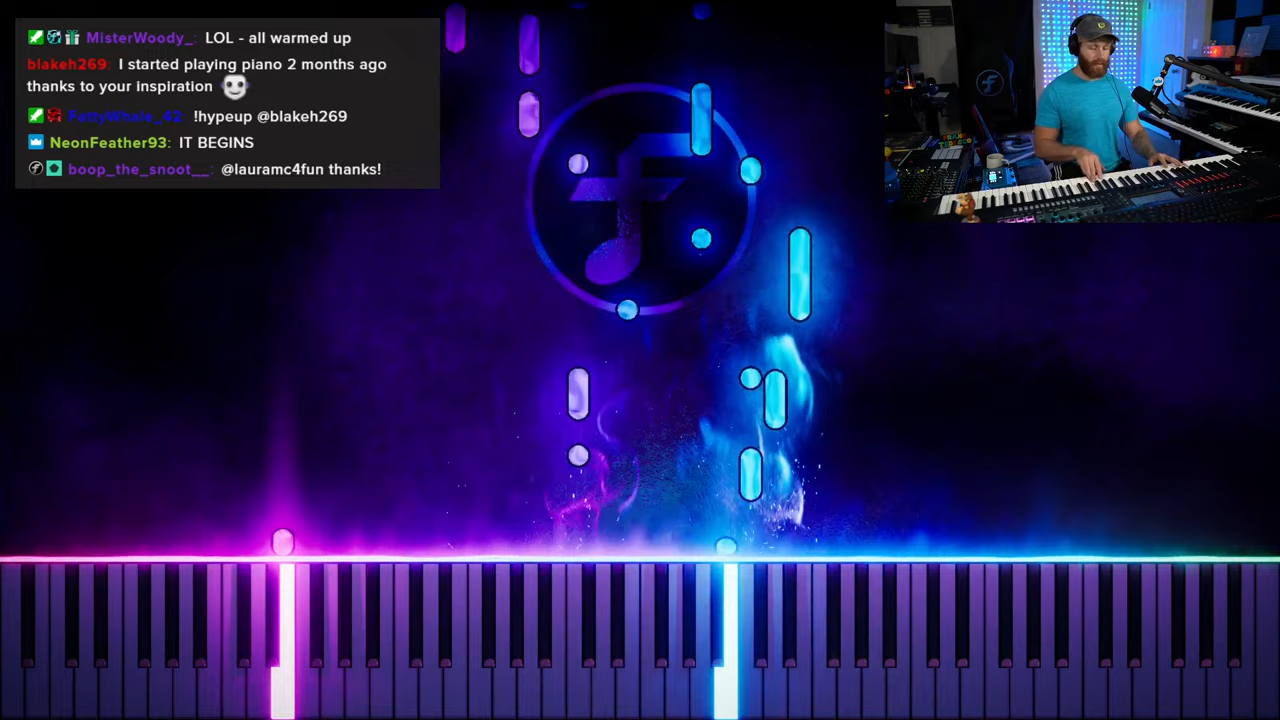 MisterWoody_: LOL - all warmed up
blakeh269: I started playing piano 2 months ago
thanks to your inspiration
FattyWhale_42: !hypeup @blakeh269
NeonFeather93: IT BEGINS
boop_the_snoot__: @lauramc4fun thanks!